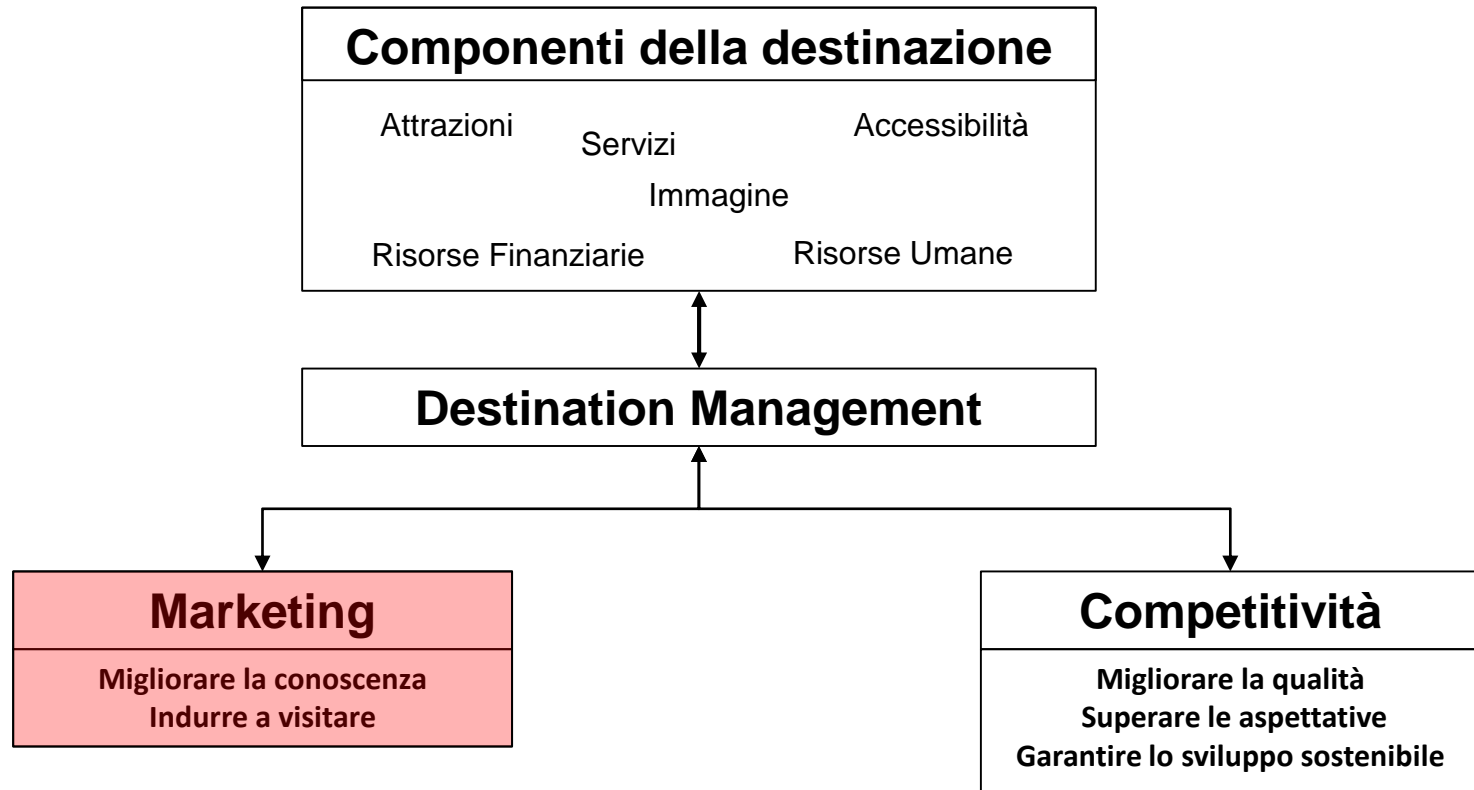 Componenti della destinazione
Attrazioni
Servizi
Accessibilità
Immagine
Risorse Finanziarie
Risorse Umane
Destination Management
Marketing
Migliorare la conoscenza
Indurre a visitare
Competitività
Migliorare la qualità
Superare le aspettative
Garantire lo sviluppo sostenibile